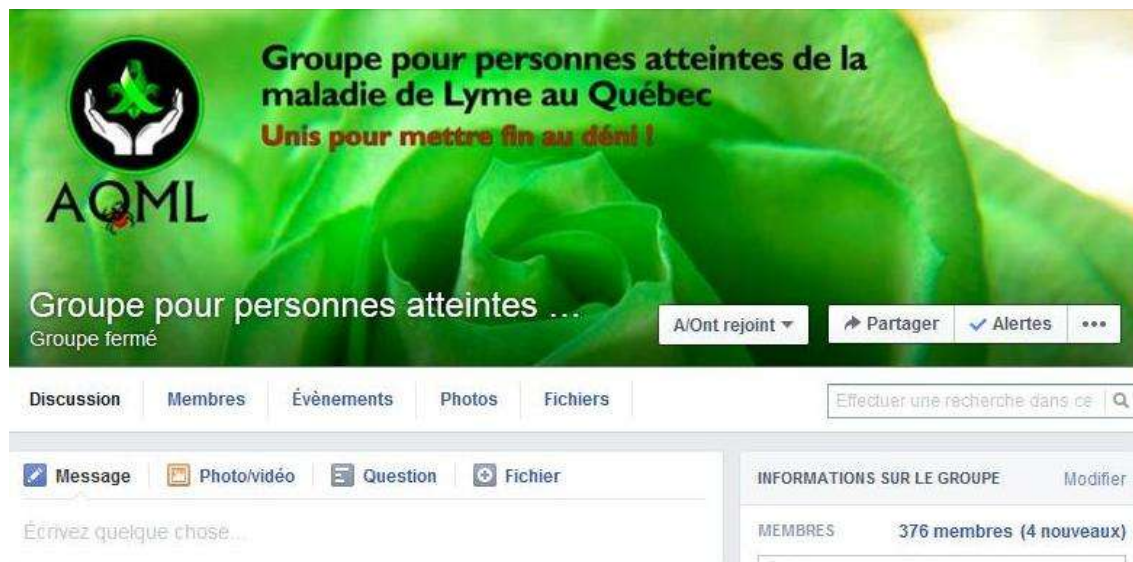 Groupe pour personnes atteintes de la
maladie de Lyme au Québec
Unis pour mettre fin au déni !
AQML
Groupe pour personnes atteintes ...
Groupe fermé
A/Ont rejoint
Partager
Alertes
Discussion Membres Évènements Photos Fichiers
Effectuer une recherche dans ce
Message Photo/vidéo Question Fichier
Écrivez quelque chose...
INFORMATIONS SUR LE GROUPE Modifier
MEMBRES 376 membres (4 nouveaux)